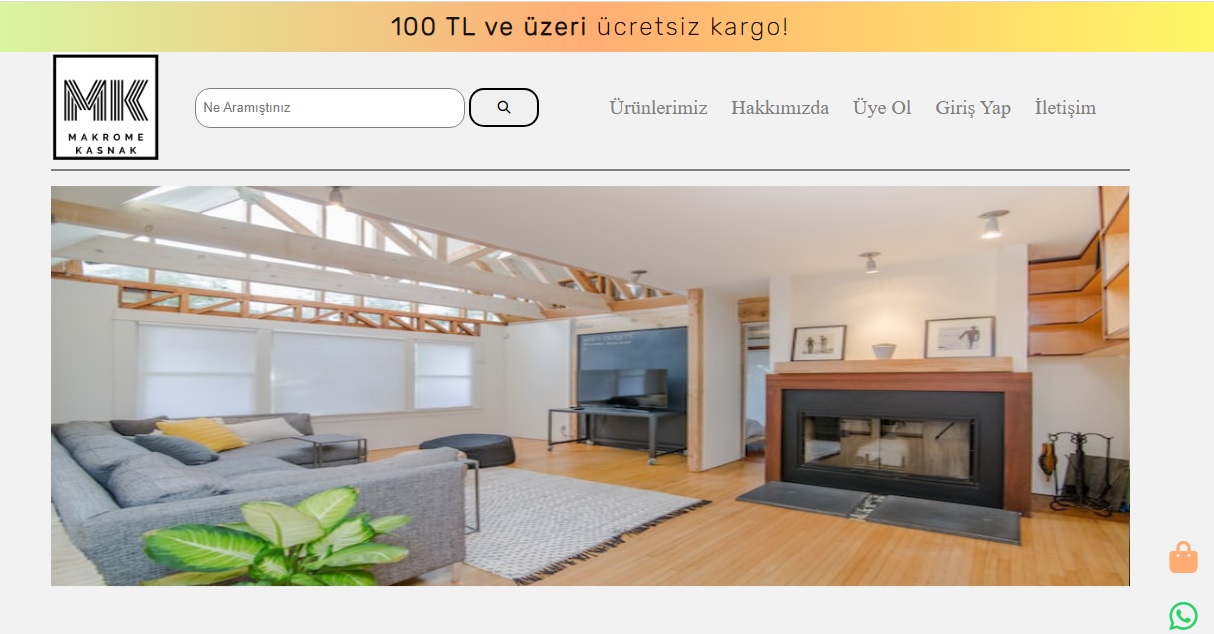 100 TL ve üzeri ücretsiz kargo!
MK
MAKROME
KASNAK
Ne Aramıştınız
Ürünlerimiz Hakkımızda Üye Ol Giriş Yap İletişim